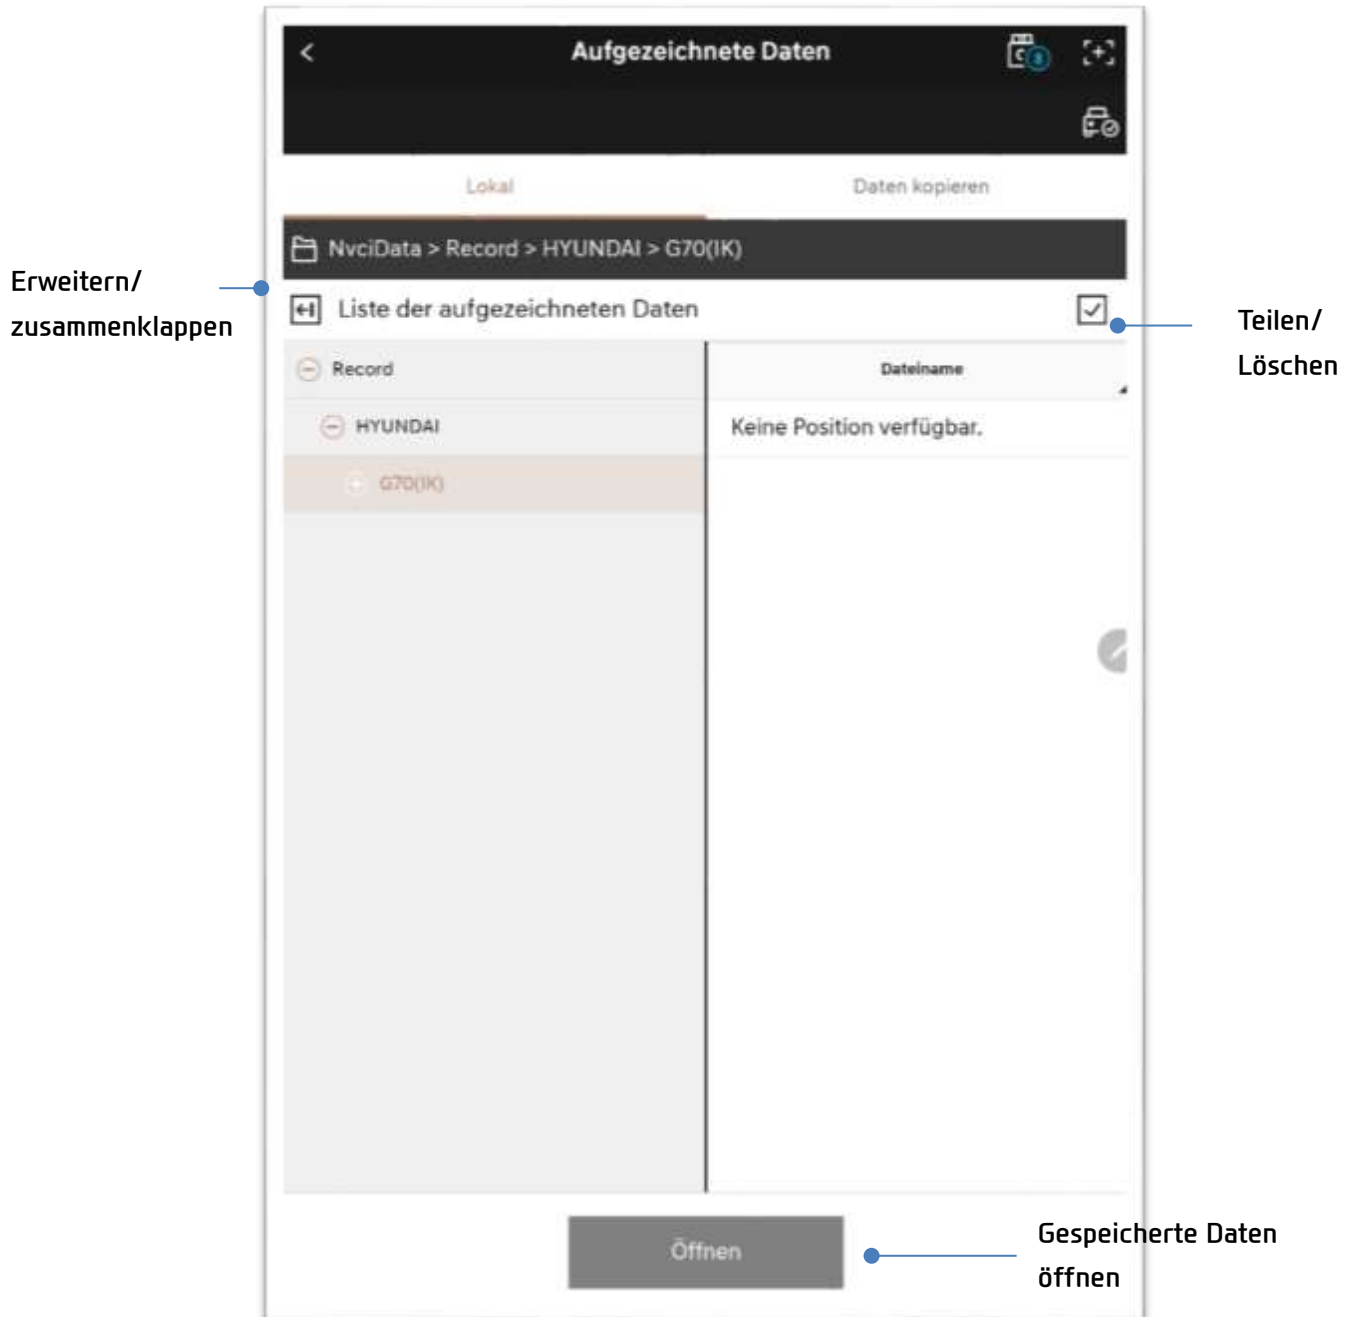 Aufgezeichnete Daten
Lokal
Daten kopieren
NvciData > Record > HYUNDAI > G70(IK)
Erweitern/
zusammenklappen
Liste der aufgezeichneten Daten
Teilen/
Löschen
Record
Dateiname
HYUNDAI
Keine Position verfügbar.
G70(IK)
Öffnen
Gespeicherte Daten
öffnen